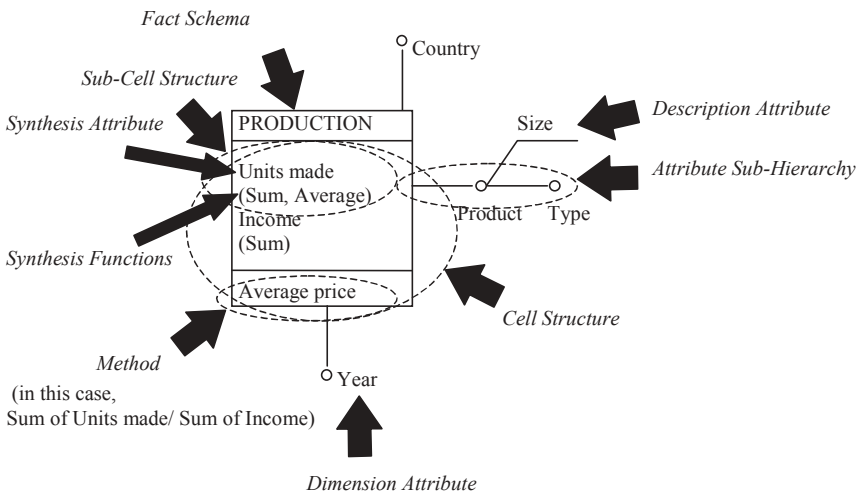 Fact Schema
Country
Sub-Cell Structure
Synthesis Attribute
PRODUCTION
Size
Description Attribute
Units made
(Sum, Average)
Income
(Sum)
Attribute Sub-Hierarchy
Product
Type
Synthesis Functions
Average price
Cell Structure
Method
(in this case,
Sum of Units made/ Sum of Income)
Year
Dimension Attribute